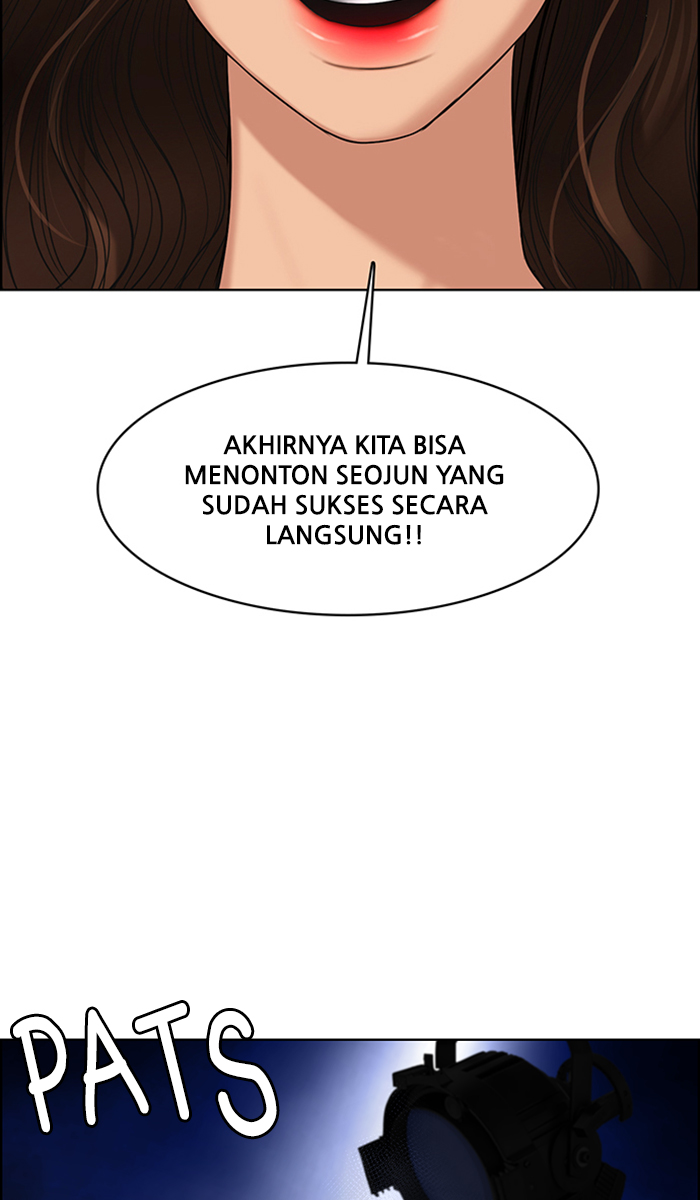 AKHIRNYA KITA BISA
MENONTON SEOJUN YANG
SUDAH SUKSES SECARA
LANGSUNG!!
PATS